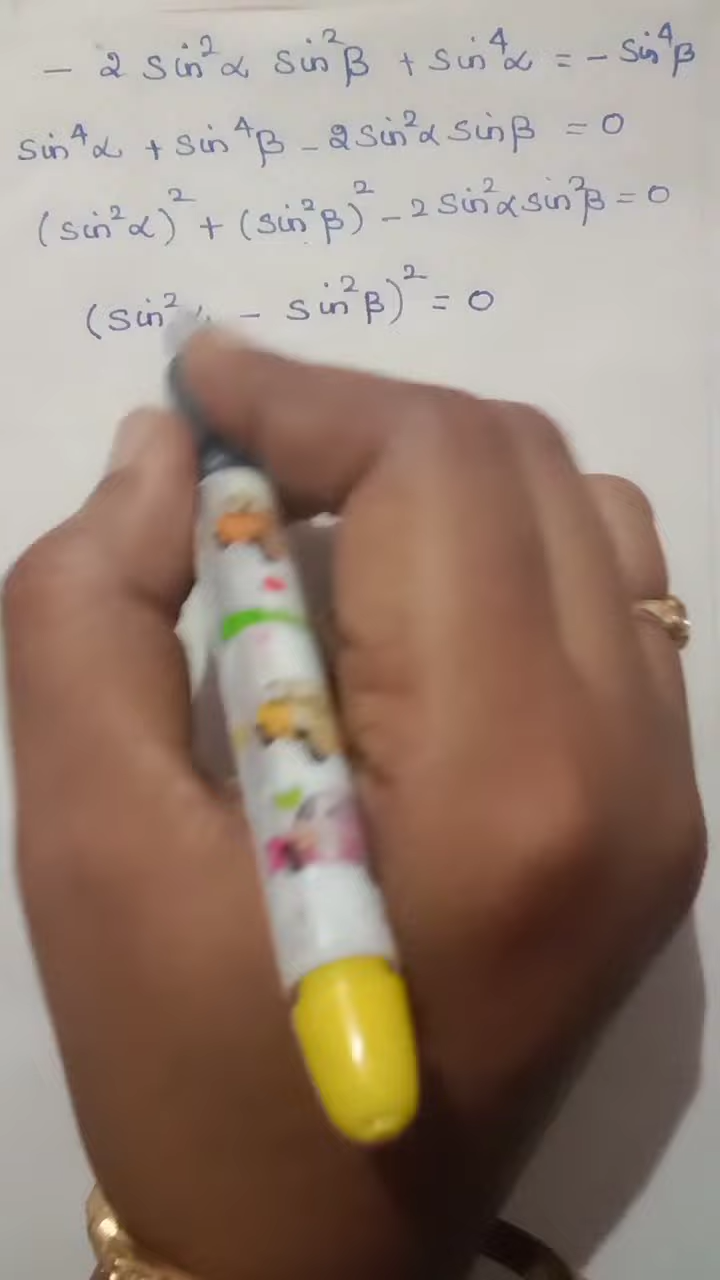 - 2 sin²α sin²β + sin⁴α = - sin⁴β
sin⁴α + sin⁴β - 2sin²α sinβ = 0
(sin²α)² + (sin²β)² - 2 sin²α sin²β = 0
(sin² - sin²β)² = 0